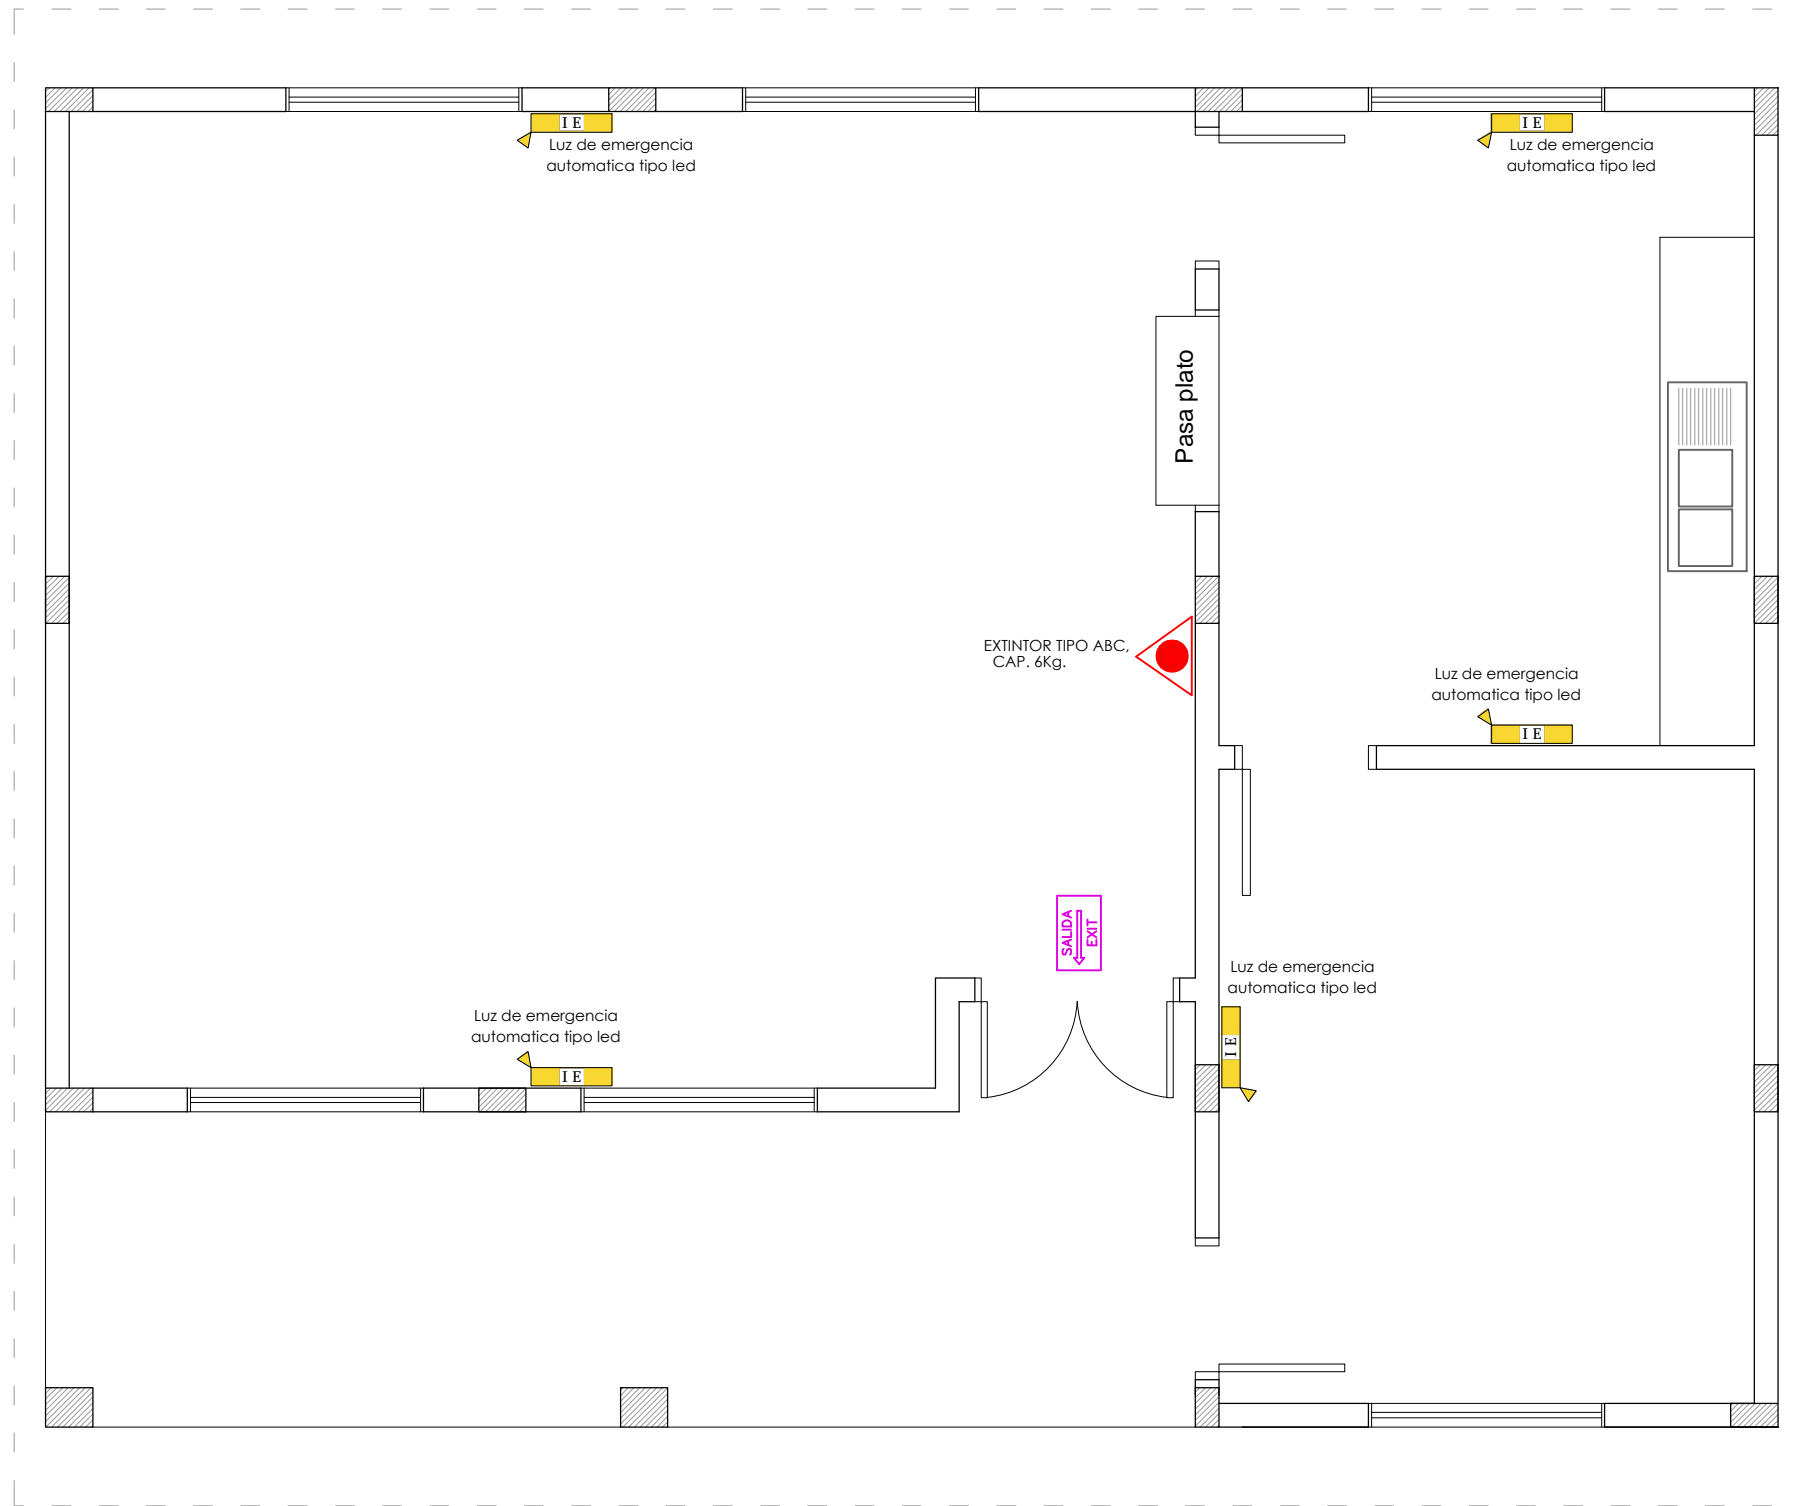 I E
Luz de emergencia
automatica tipo led
I E
Luz de emergencia
automatica tipo led
Pasa plato
EXTINTOR TIPO ABC,
CAP. 6Kg.
Luz de emergencia
automatica tipo led
I E
SALIDA
EXIT
Luz de emergencia
automatica tipo led
I E
Luz de emergencia
automatica tipo led
I E